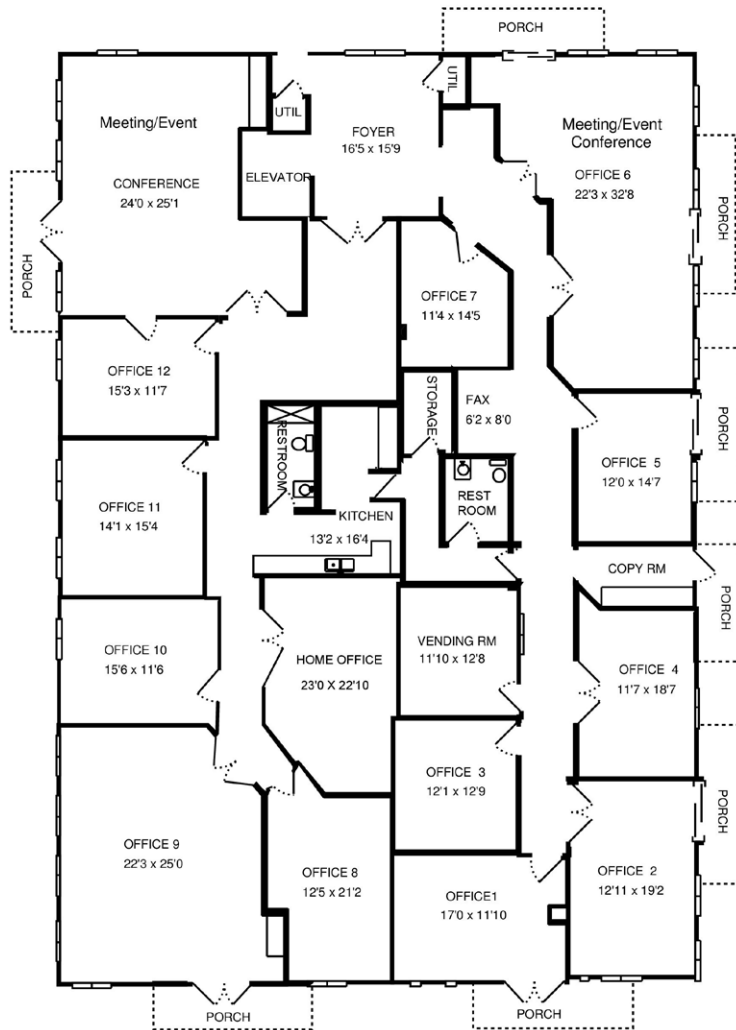 PORCH
UTIL
UTIL
FOYER
16'5 x 15'9
Meeting/Event
CONFERENCE
24'0 x 25'1
ELEVATOR
Meeting/Event
Conference
OFFICE 6
22'3 x 32'8
PORCH
PORCH
OFFICE 7
11'4 x 14'5
OFFICE 12
15'3 x 11'7
STORAGE
FAX
6'2 x 8'0
RESTROOM
PORCH
OFFICE 11
14'1 x 15'4
OFFICE 5
12'0 x 14'7
REST
ROOM
KITCHEN
13'2 x 16'4
COPY RM
PORCH
OFFICE 10
15'6 x 11'6
HOME OFFICE
23'0 X 22'10
VENDING RM
11'10 x 12'8
OFFICE 4
11'7 x 18'7
OFFICE 3
12'1 x 12'9
PORCH
OFFICE 9
22'3 x 25'0
OFFICE 8
12'5 x 21'2
OFFICE1
17'0 x 11'10
OFFICE 2
12'11 x 19'2
PORCH
PORCH